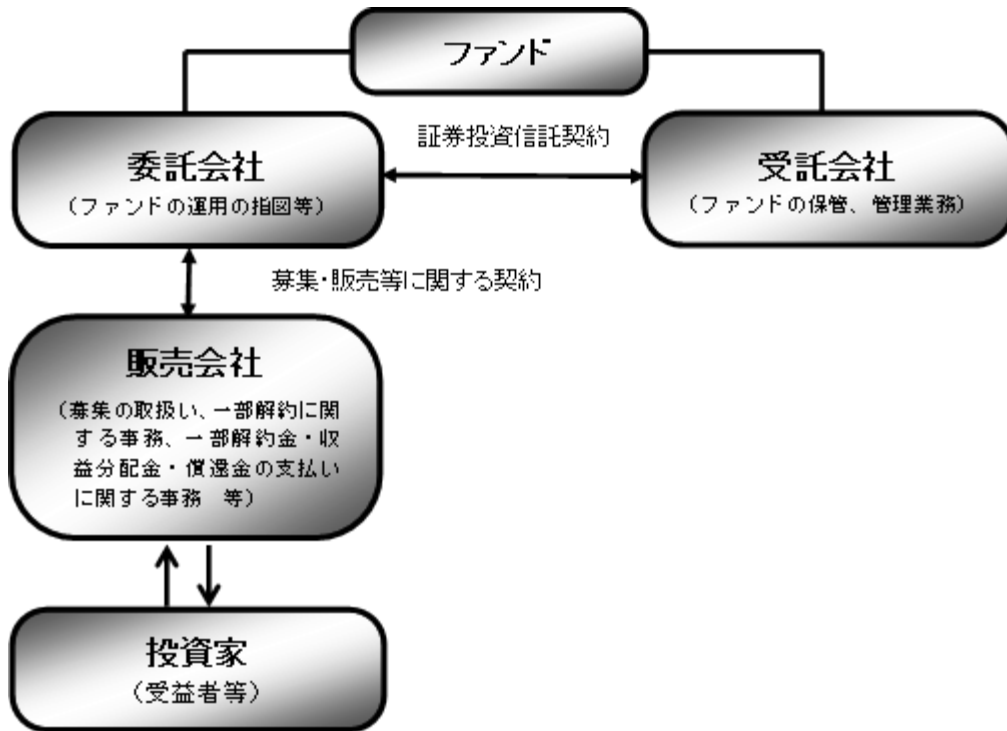 ファンド
証券投資信託契約
委託会社
（ファンドの運用の指図等）
受託会社
（ファンドの保管、管理業務）
募集・販売等に関する契約
販売会社
（募集の取扱い、一部解約に関
する事務、一部解約金・収
益分配金・償還金の支払い
に関する事務　等）
投資家
（受益者等）